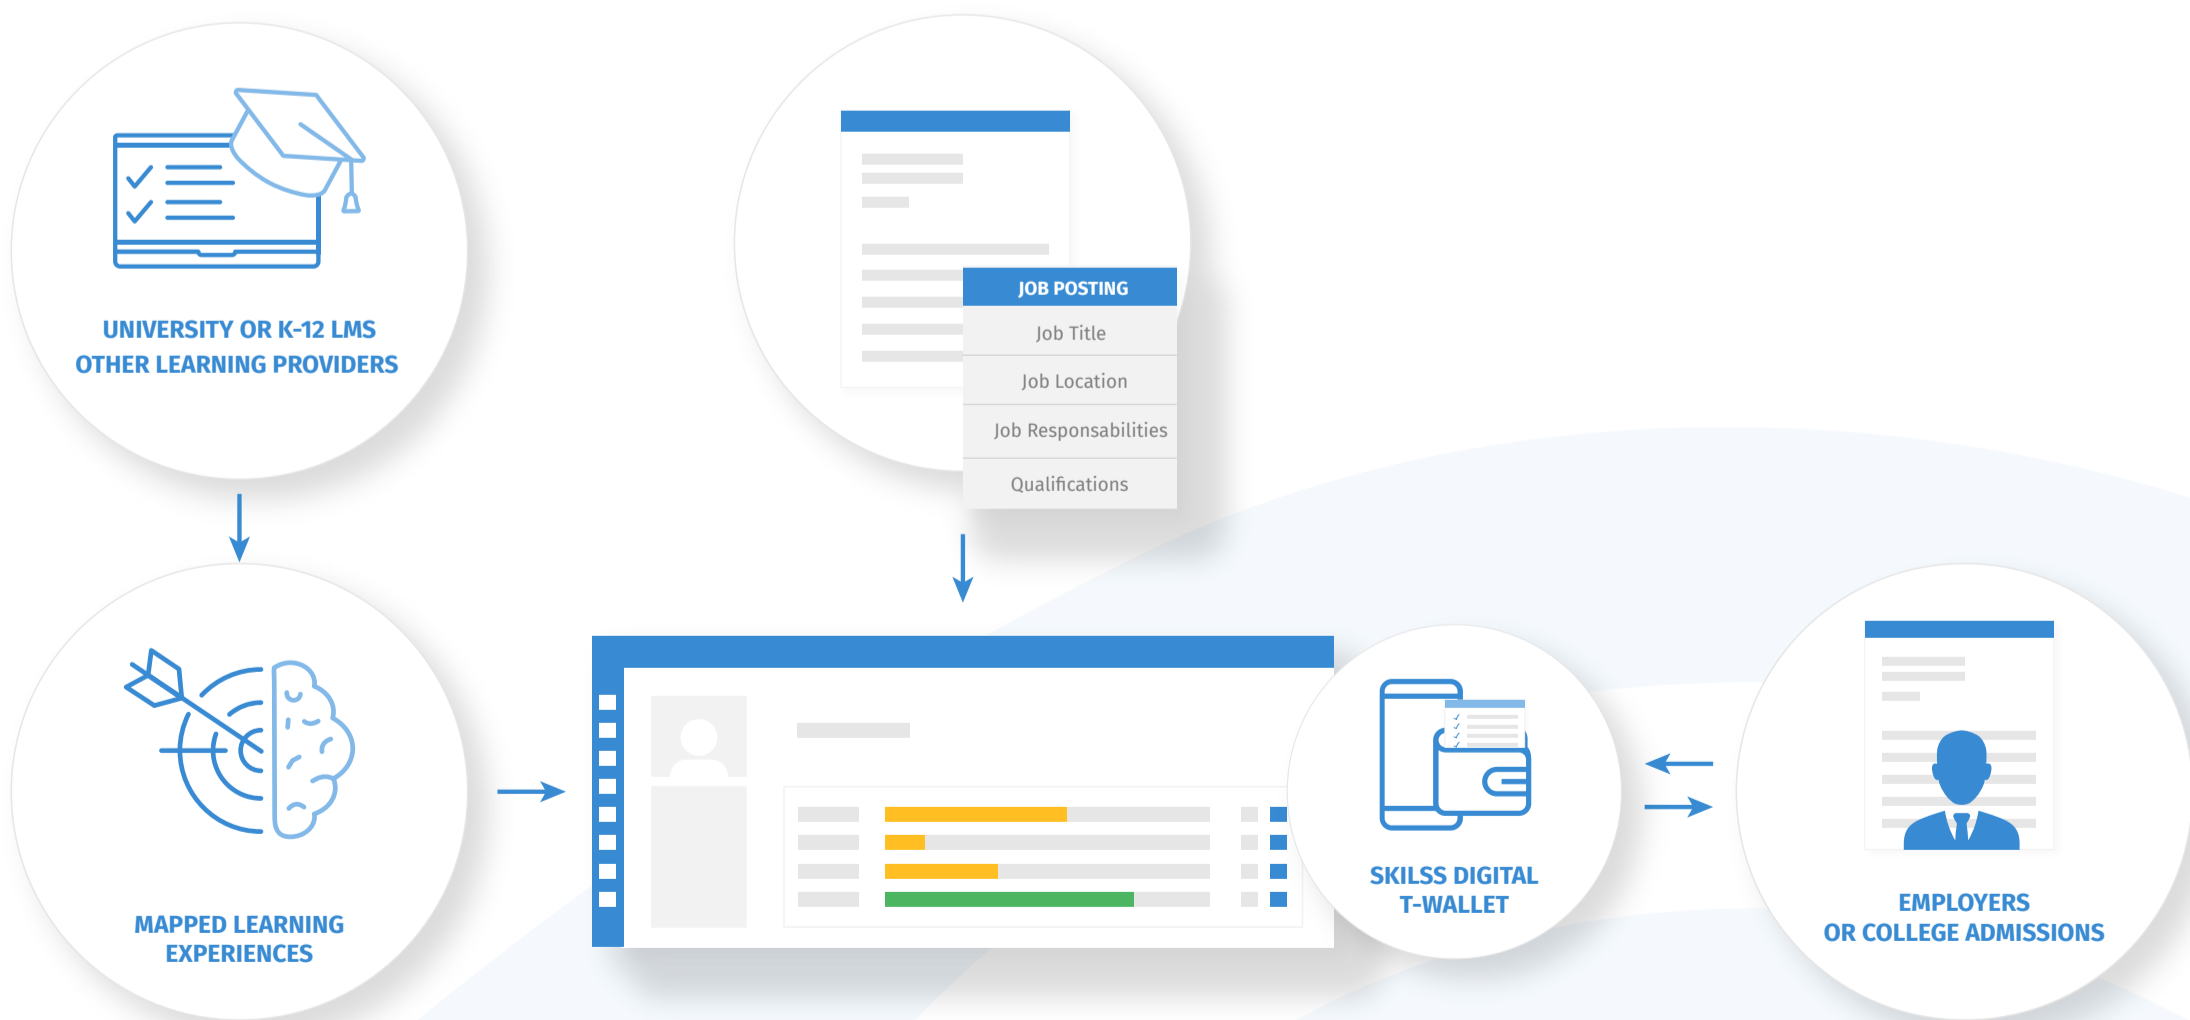 UNIVERSITY OR K-12 LMS
OTHER LEARNING PROVIDERS
JOB POSTING
Job Title
Job Location
Job Responsabilities
Qualifications
MAPPED LEARNING
EXPERIENCES
SKILSS DIGITAL
T-WALLET
EMPLOYERS
OR COLLEGE ADMISSIONS